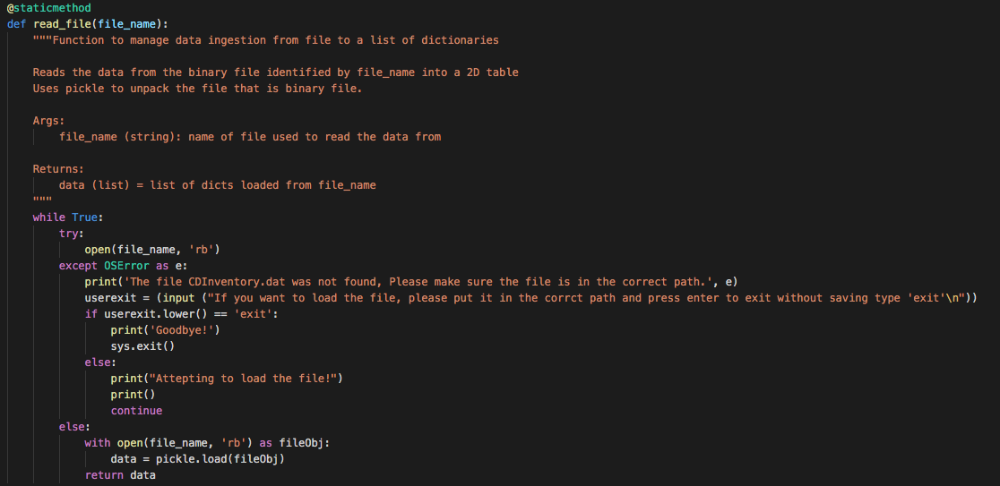 @staticmethod
def read_file(file_name):
    """Function to manage data ingestion from file to a list of dictionaries

    Reads the data from the binary file identified by file_name into a 2D table
    Uses pickle to unpack the file that is binary file.

    Args:
        file_name (string): name of file used to read the data from

    Returns:
        data (list) = list of dicts loaded from file_name
    """
    while True:
        try:
            open(file_name, 'rb')
        except OSError as e:
            print('The file CDInventory.dat was not found, Please make sure the file is in the correct path.', e)
            userexit = (input ("If you want to load the file, please put it in the corrct path and press enter to exit without saving type 'exit'\n"))
            if userexit.lower() == 'exit':
                print('Goodbye!')
                sys.exit()
            else:
                print("Attepting to load the file!")
                print()
                continue
        else:
            with open(file_name, 'rb') as fileObj:
                data = pickle.load(fileObj)
            return data